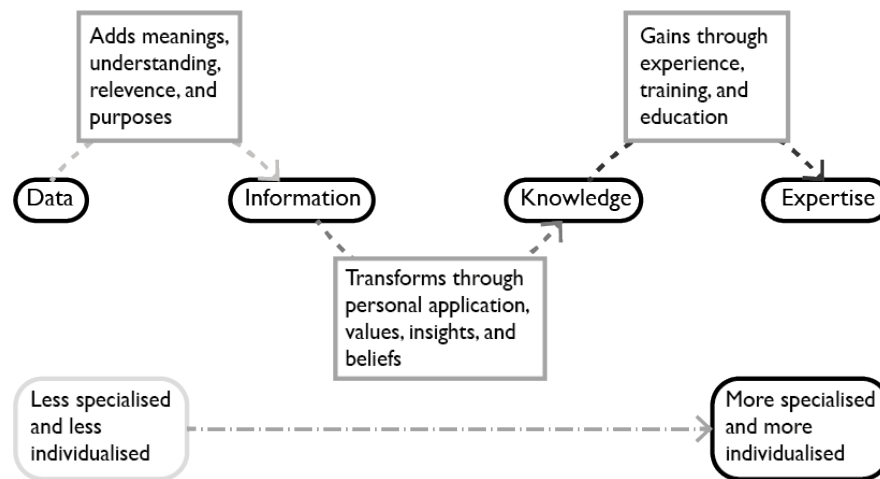 Adds meanings,
understanding,
relevence, and
purposes
Gains through
experience,
training, and
education
Data
Information
Knowledge
Expertise
Transforms through
personal application,
values, insights, and
beliefs
Less specialised
and less
individualised
More specialised
and more
individualised